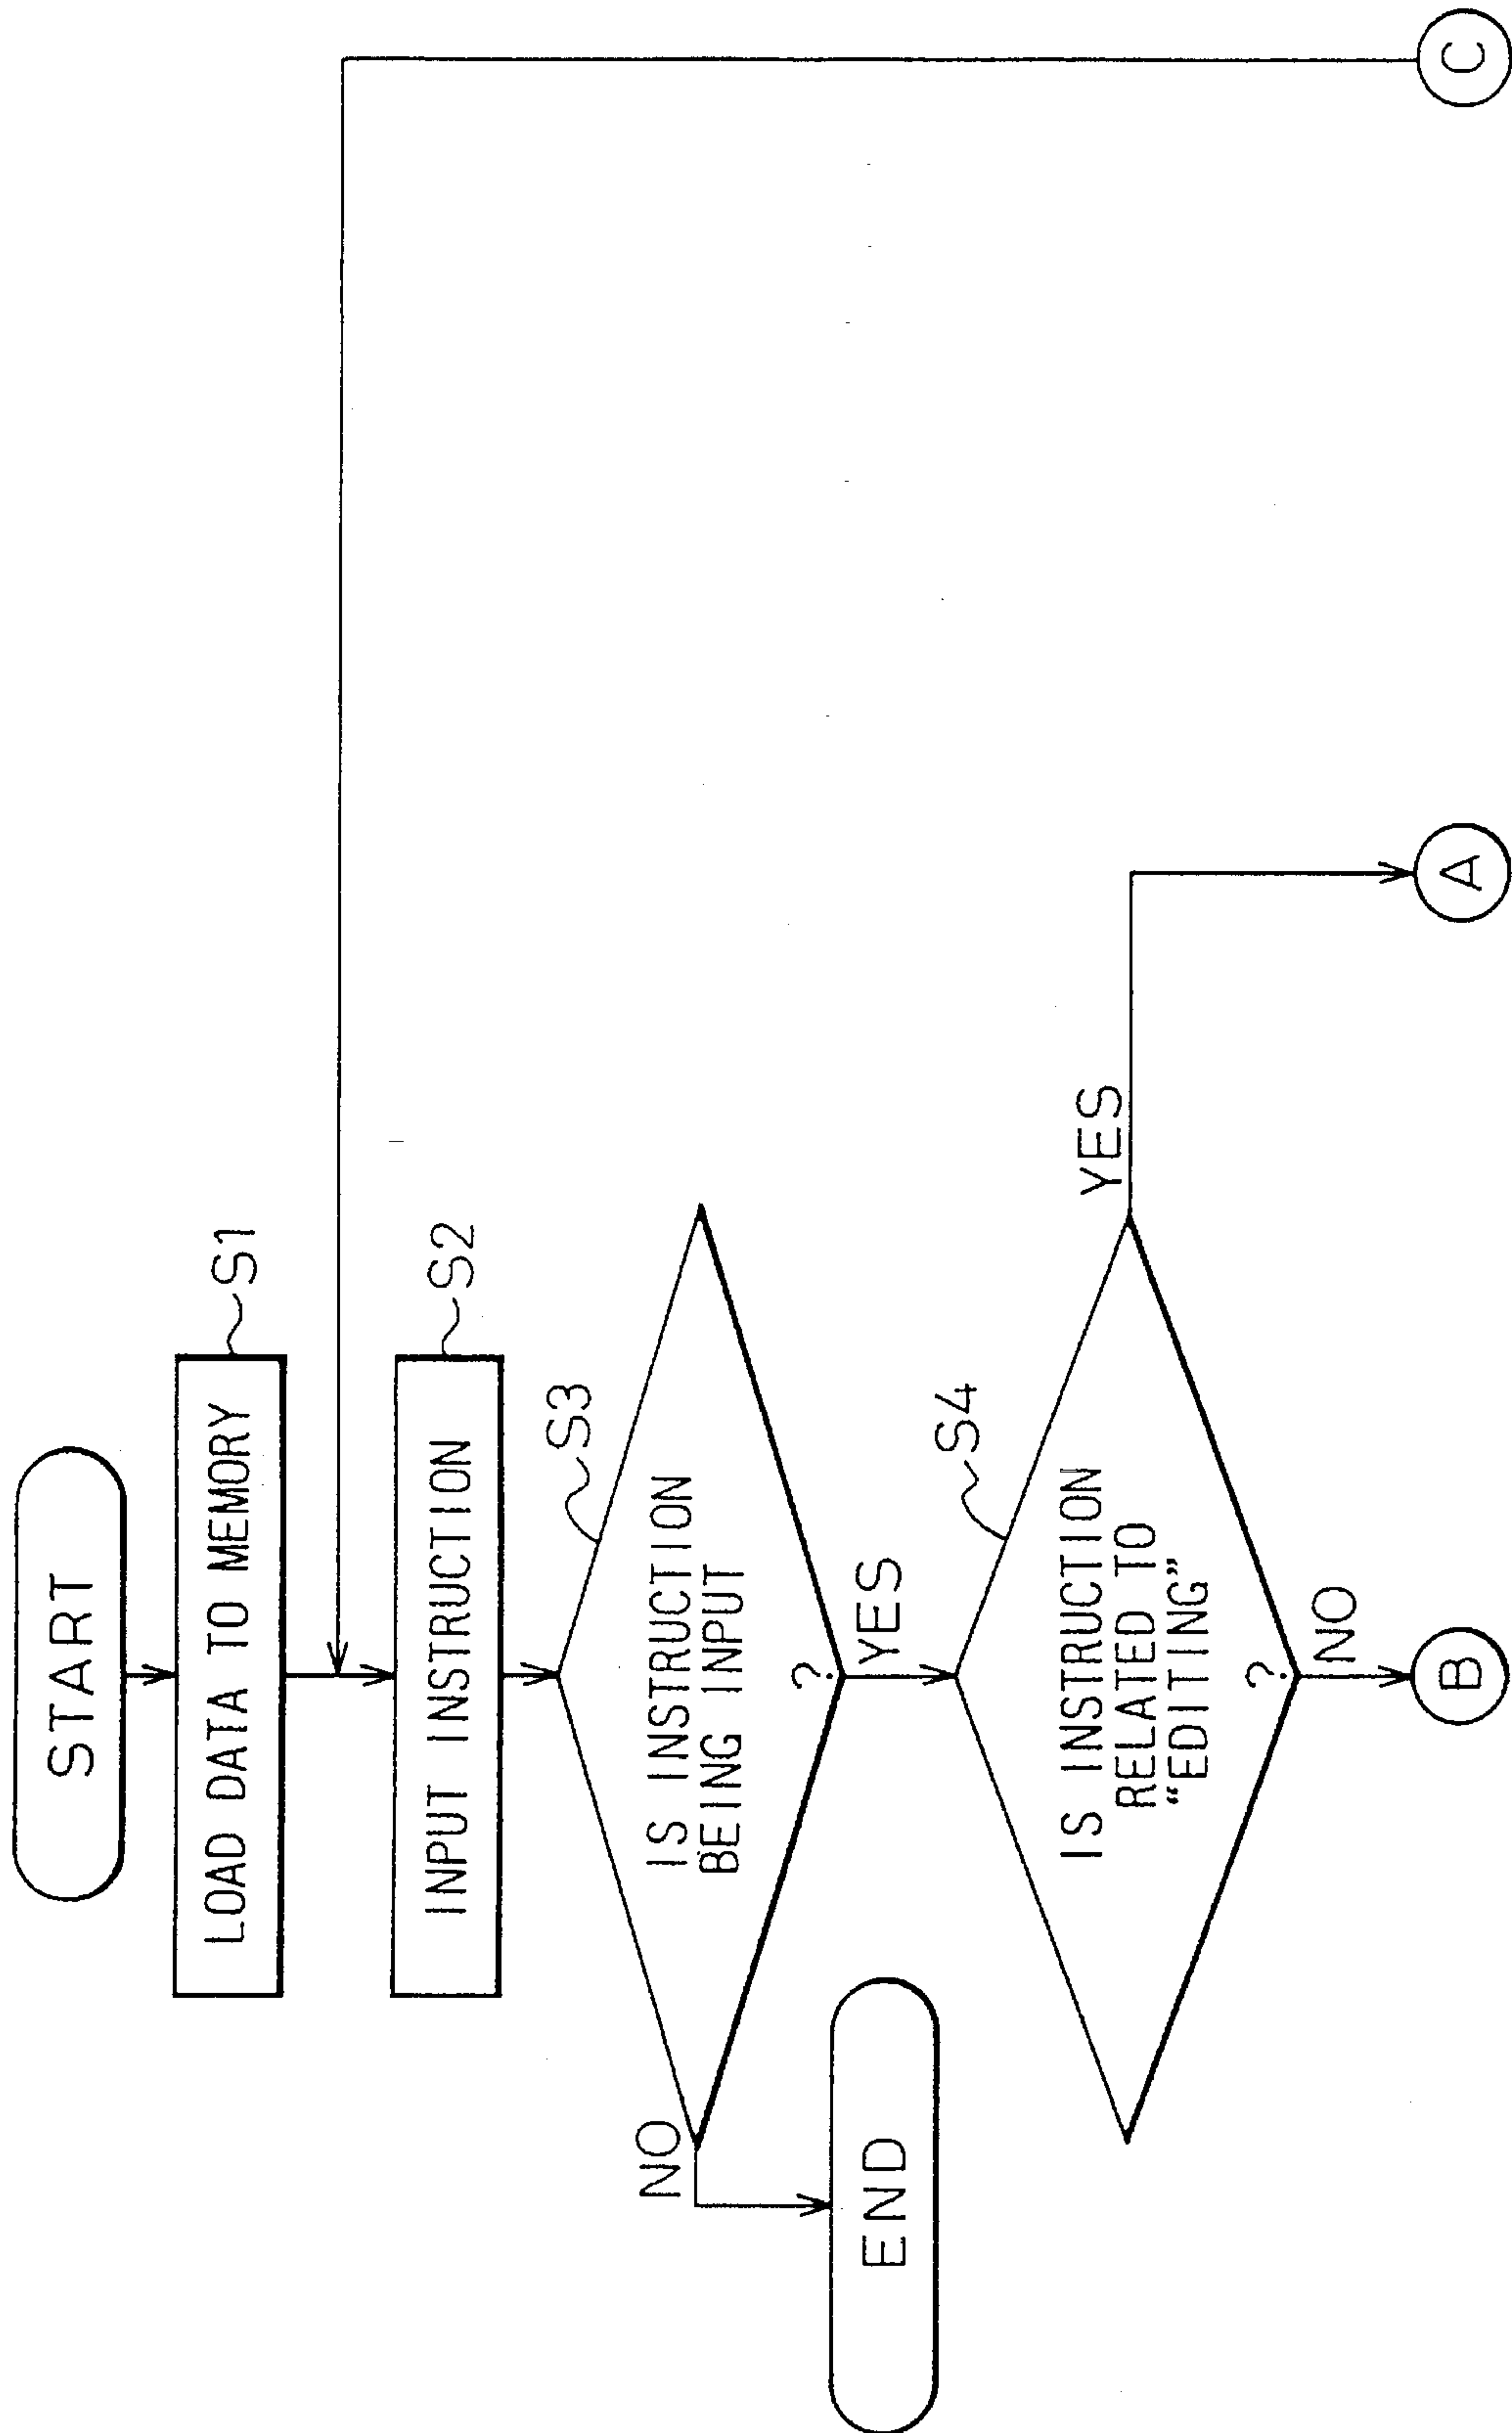 START
LOAD DATA TO MEMORY
S1
INPUT INSTRUCTION
S2
S3
IS INSTRUCTION
BEING INPUT
?
NO
YES
END
S4
IS INSTRUCTION
RELATED TO
“EDITING”
?
YES
NO
B
A
C